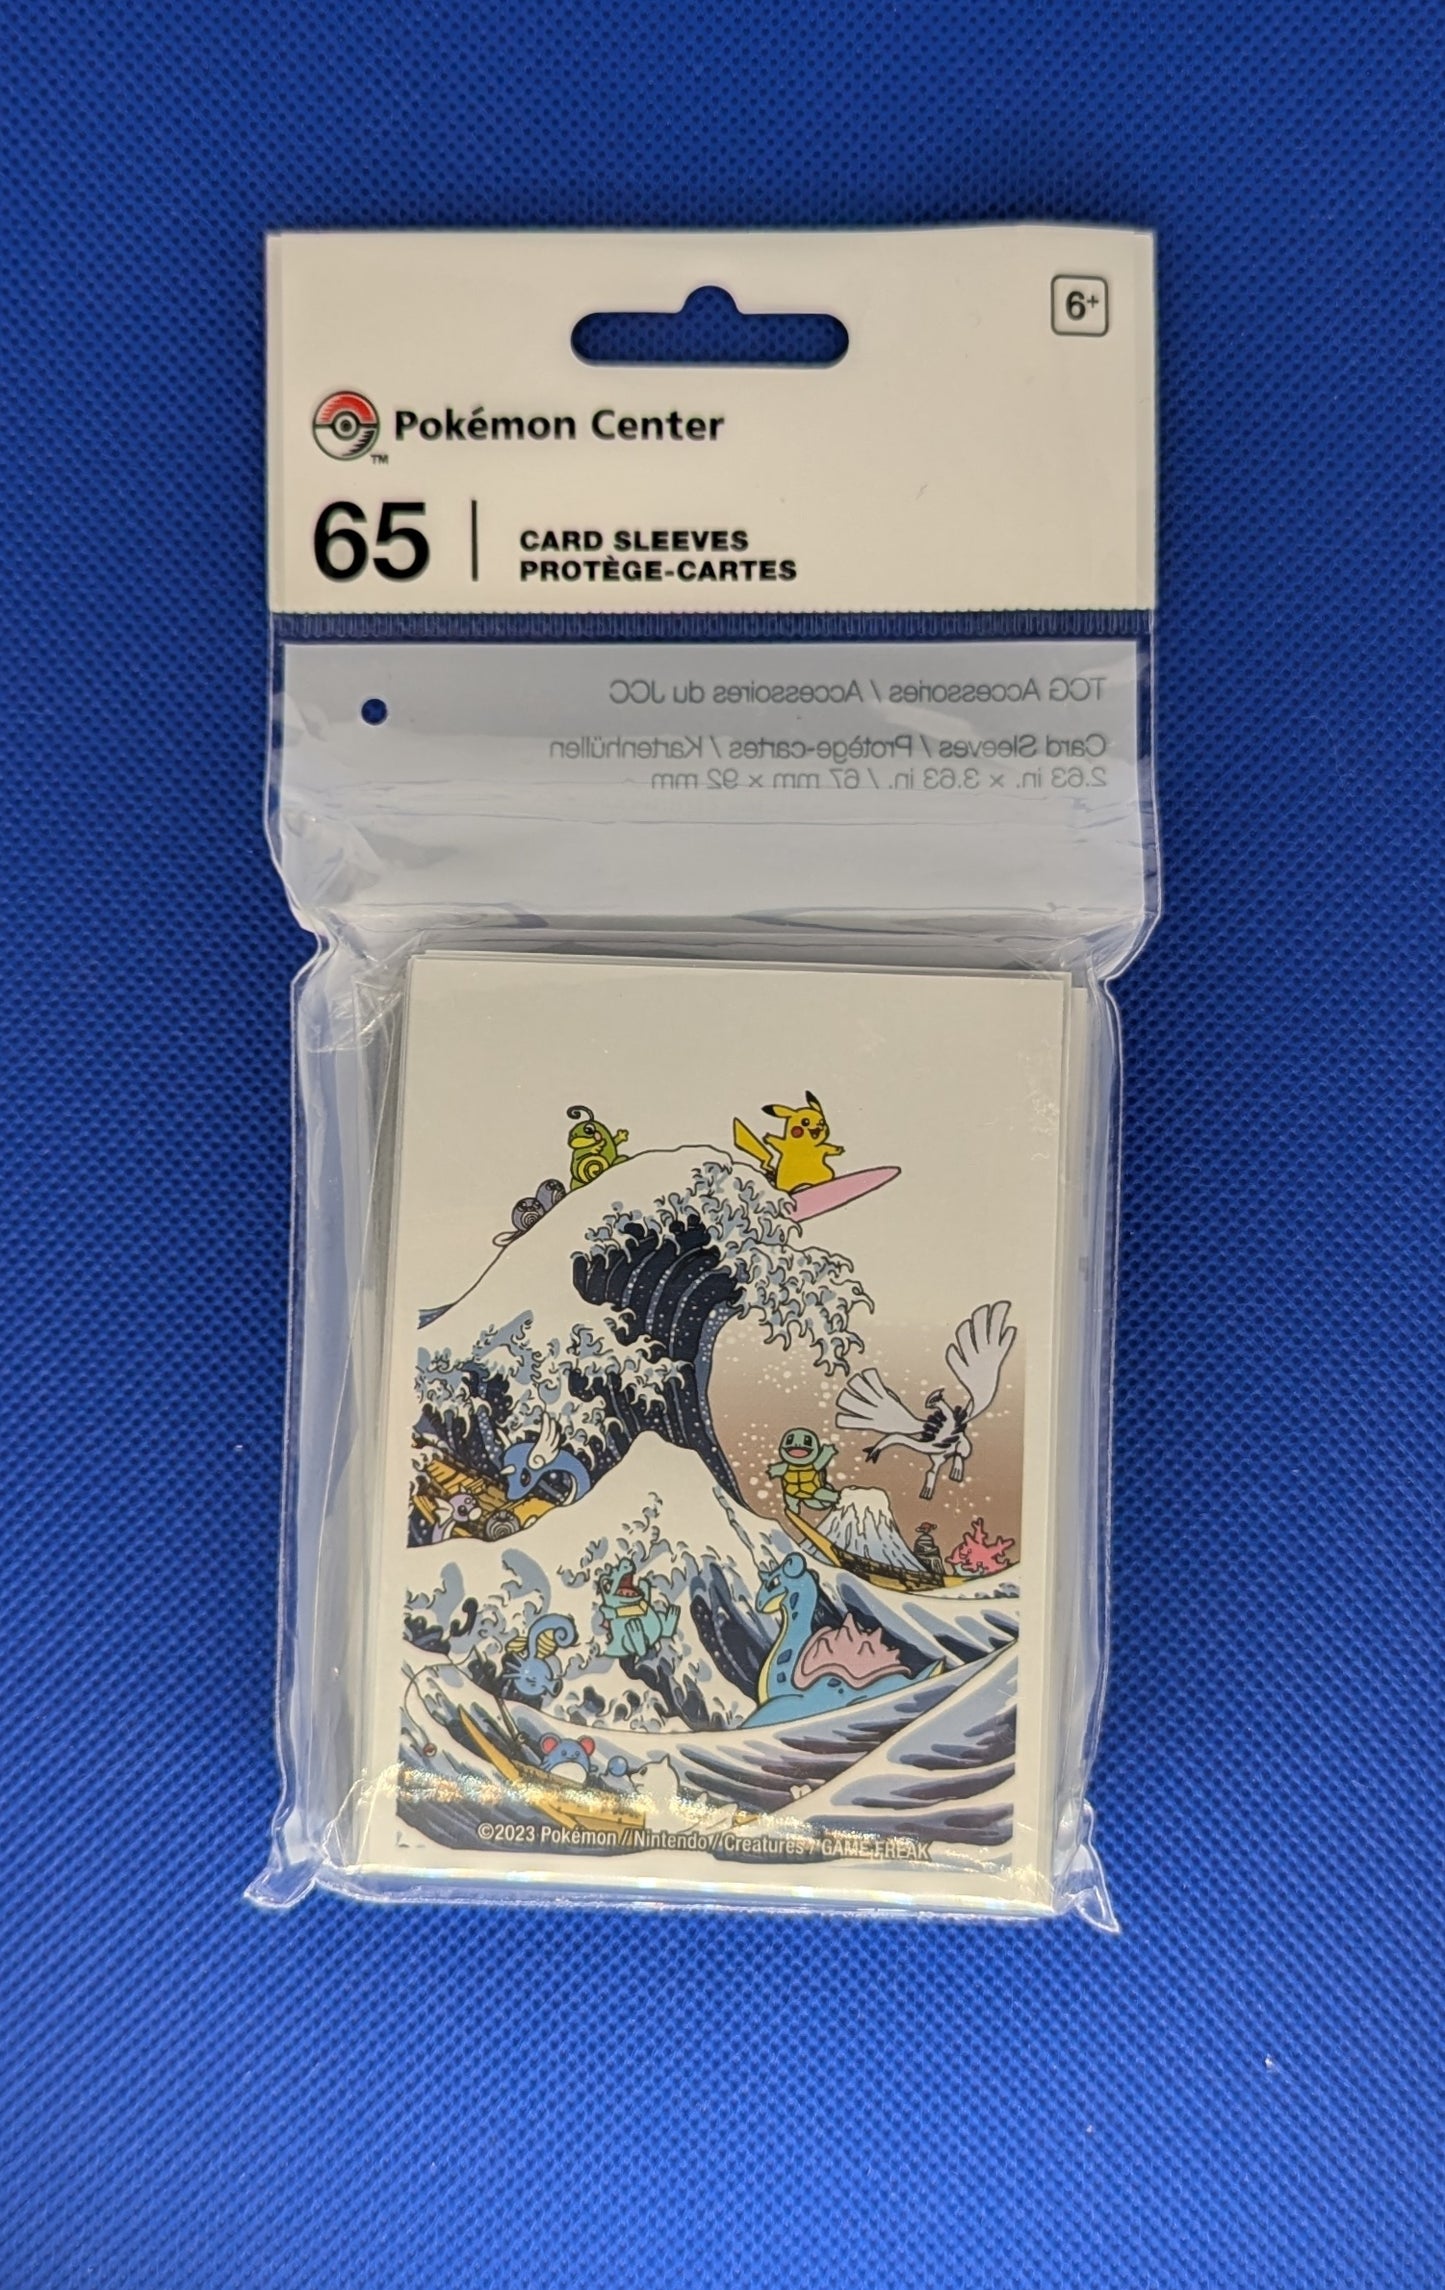 6+
Pokémon Center
TM
65
CARD SLEEVES
PROTÈGE-CARTES
TCG Accessories / Accessoires du JCC
Card Sleeves / Protège-cartes / Kartenhüllen
2.63 in. × 3.63 in. / 67 mm × 92 mm
©2023 Pokémon / Nintendo / Creatures / GAME FREAK